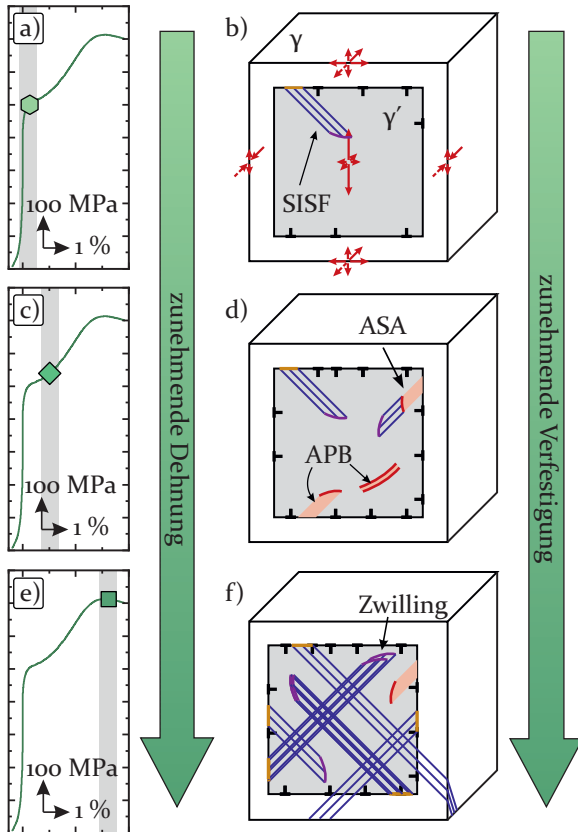 a)
100 MPa
1 %
b)
γ
γ′
SISF
c)
100 MPa
1 %
d)
ASA
APB
e)
100 MPa
1 %
f)
Zwilling
zunehmende Dehnung
zunehmende Verfestigung